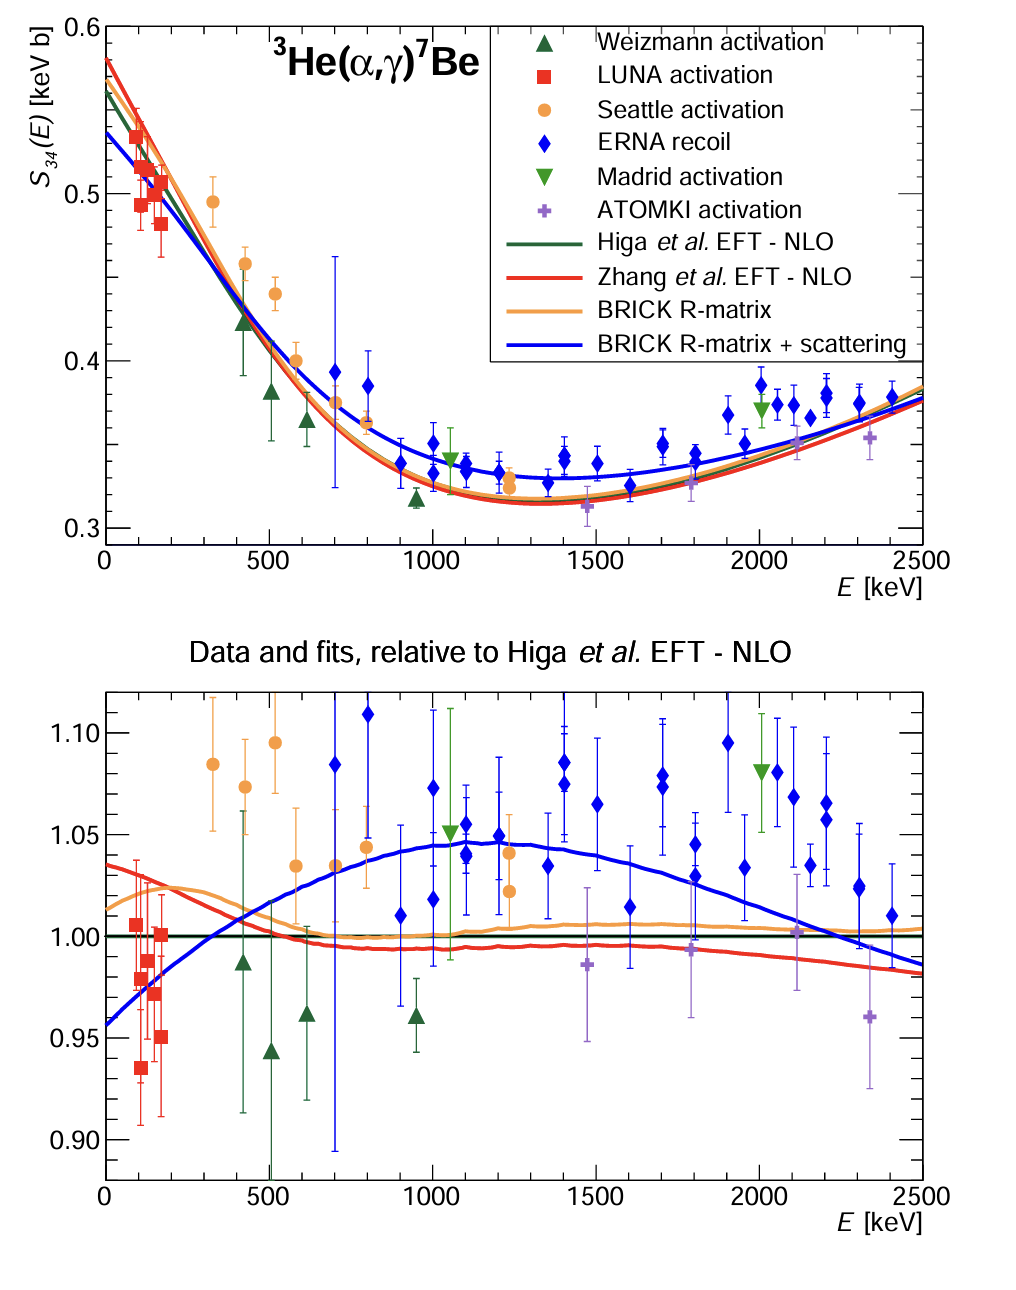 S34(E) [keV b]
³He(α,γ)⁷Be
Weizmann activation
LUNA activation
Seattle activation
ERNA recoil
Madrid activation
ATOMKI activation
Higa et al. EFT - NLO
Zhang et al. EFT - NLO
BRICK R-matrix
BRICK R-matrix + scattering
0.6
0.5
0.4
0.3
0 500 1000 1500 2000 2500
E [keV]
Data and fits, relative to Higa et al. EFT - NLO
1.10
1.05
1.00
0.95
0.90
0 500 1000 1500 2000 2500
E [keV]